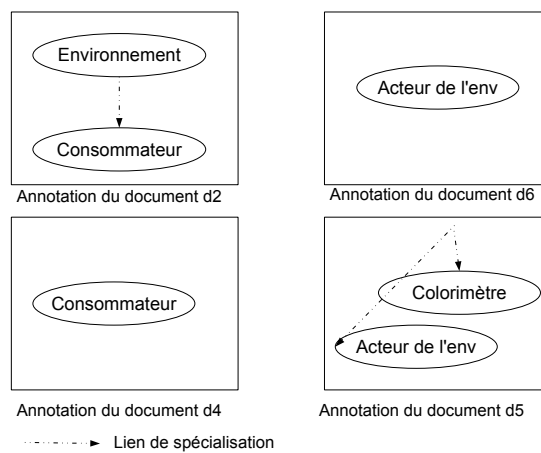 Environnement
Consommateur
Annotation du document d2
Acteur de l'env
Annotation du document d6
Consommateur
Annotation du document d4
Colorimètre
Acteur de l'env
Annotation du document d5
Lien de spécialisation